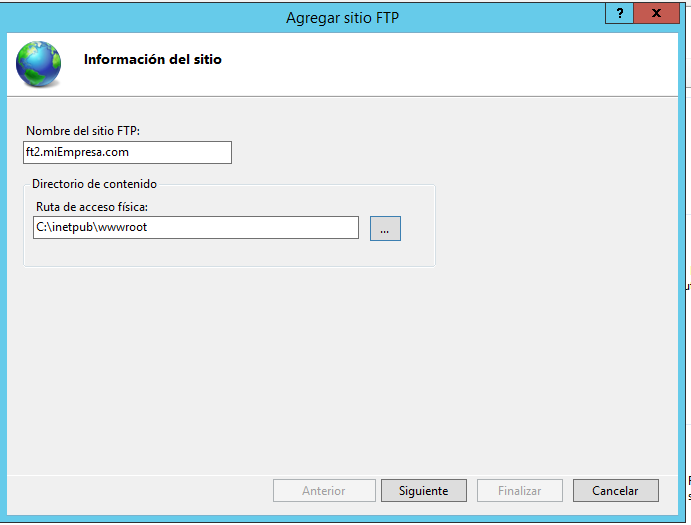 Agregar sitio FTP
? x
Información del sitio
Nombre del sitio FTP:
ft2.miEmpresa.com
Directorio de contenido
Ruta de acceso física:
C:\inetpub\wwwroot
...
Anterior
Siguiente
Finalizar
Cancelar